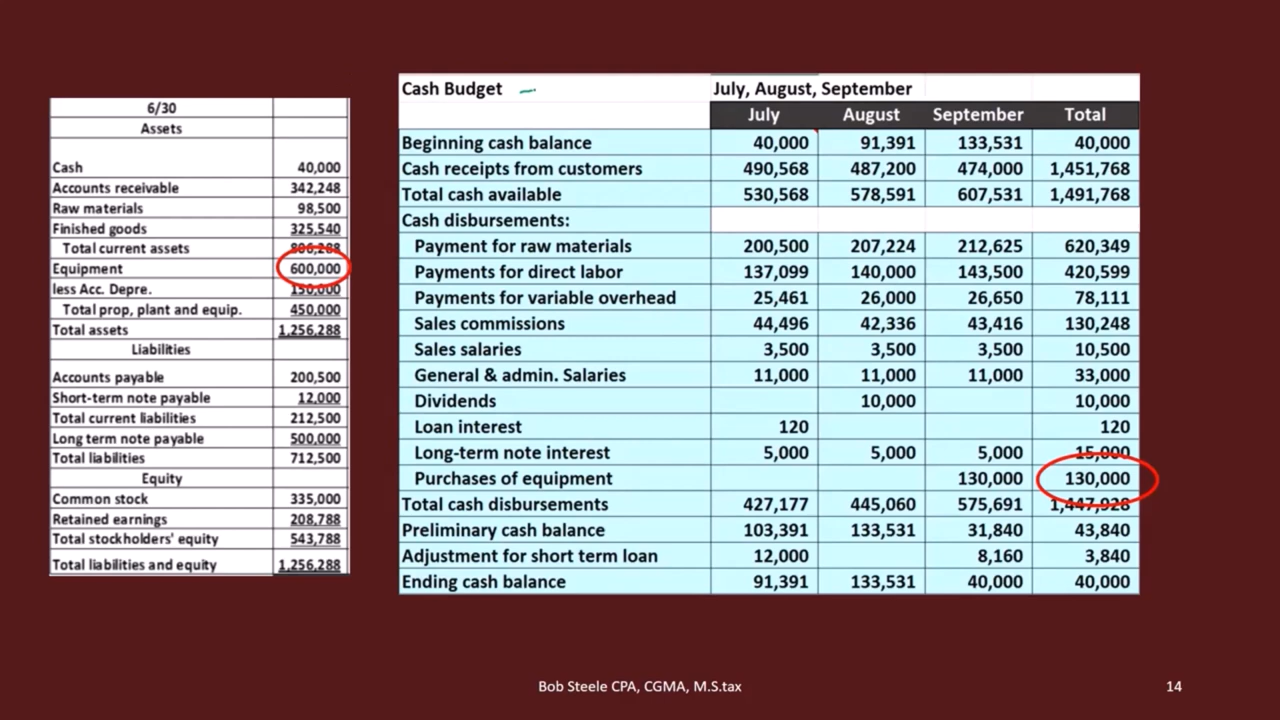 6/30
Assets
Cash 40,000
Accounts receivable 342,248
Raw materials 98,500
Finished goods 325,540
Total current assets 806,288
Equipment 600,000
less Acc. Depre. 150,000
Total prop, plant and equip. 450,000
Total assets 1,256,288
Liabilities
Accounts payable 200,500
Short-term note payable 12,000
Total current liabilities 212,500
Long term note payable 500,000
Total liabilities 712,500
Equity
Common stock 335,000
Retained earnings 208,788
Total stockholders' equity 543,788
Total liabilities and equity 1,256,288
Cash Budget July, August, September
July August September Total
Beginning cash balance 40,000 91,391 133,531 40,000
Cash receipts from customers 490,568 487,200 474,000 1,451,768
Total cash available 530,568 578,591 607,531 1,491,768
Cash disbursements:
Payment for raw materials 200,500 207,224 212,625 620,349
Payments for direct labor 137,099 140,000 143,500 420,599
Payments for variable overhead 25,461 26,000 26,650 78,111
Sales commissions 44,496 42,336 43,416 130,248
Sales salaries 3,500 3,500 3,500 10,500
General & admin. Salaries 11,000 11,000 11,000 33,000
Dividends 10,000 10,000
Loan interest 120 120
Long-term note interest 5,000 5,000 5,000 15,000
Purchases of equipment 130,000 130,000
Total cash disbursements 427,177 445,060 575,691 1,447,928
Preliminary cash balance 103,391 133,531 31,840 43,840
Adjustment for short term loan 12,000 8,160 3,840
Ending cash balance 91,391 133,531 40,000 40,000
Bob Steele CPA, CGMA, M.S.tax 14